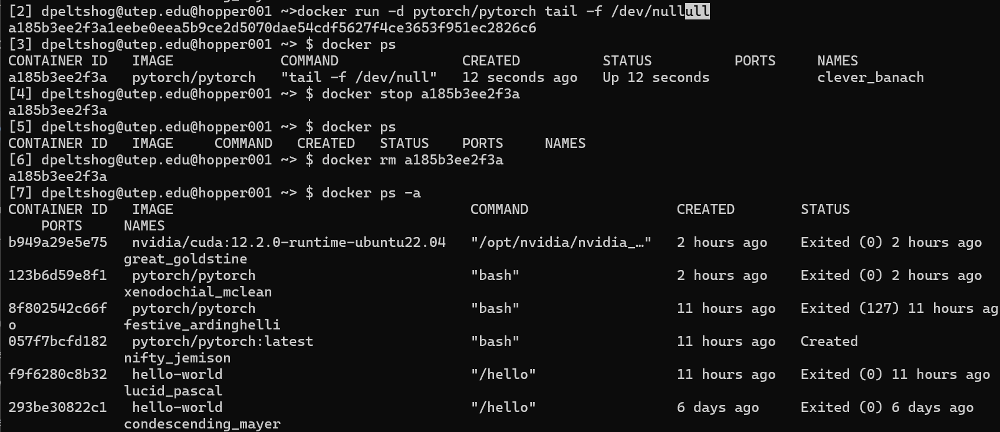 [2] dpeltshog@utep.edu@hopper001 ~>docker run -d pytorch/pytorch tail -f /dev/nullull
a185b3ee2f3a1eebe0eea5b9ce2d5070dae54cdf5627f4ce3653f951ec2826c6
[3] dpeltshog@utep.edu@hopper001 ~> $ docker ps
CONTAINER ID   IMAGE             COMMAND               CREATED          STATUS          PORTS     NAMES
a185b3ee2f3a   pytorch/pytorch   "tail -f /dev/null"   12 seconds ago   Up 12 seconds             clever_banach
[4] dpeltshog@utep.edu@hopper001 ~> $ docker stop a185b3ee2f3a
a185b3ee2f3a
[5] dpeltshog@utep.edu@hopper001 ~> $ docker ps
CONTAINER ID   IMAGE     COMMAND   CREATED   STATUS    PORTS     NAMES
[6] dpeltshog@utep.edu@hopper001 ~> $ docker rm a185b3ee2f3a
a185b3ee2f3a
[7] dpeltshog@utep.edu@hopper001 ~> $ docker ps -a
CONTAINER ID   IMAGE                                    COMMAND                  CREATED        STATUS
    PORTS     NAMES
b949a29e5e75   nvidia/cuda:12.2.0-runtime-ubuntu22.04   "/opt/nvidia/nvidia_…"   2 hours ago    Exited (0) 2 hours ago
              great_goldstine
123b6d59e8f1   pytorch/pytorch                          "bash"                   2 hours ago    Exited (0) 2 hours ago
              xenodochial_mclean
8f802542c66f   pytorch/pytorch                          "bash"                   11 hours ago   Exited (127) 11 hours ag
o             festive_ardinghelli
057f7bcfd182   pytorch/pytorch:latest                   "bash"                   11 hours ago   Created
              nifty_jemison
f9f6280c8b32   hello-world                              "/hello"                 11 hours ago   Exited (0) 11 hours ago
              lucid_pascal
293be30822c1   hello-world                              "/hello"                 6 days ago     Exited (0) 6 days ago
              condescending_mayer